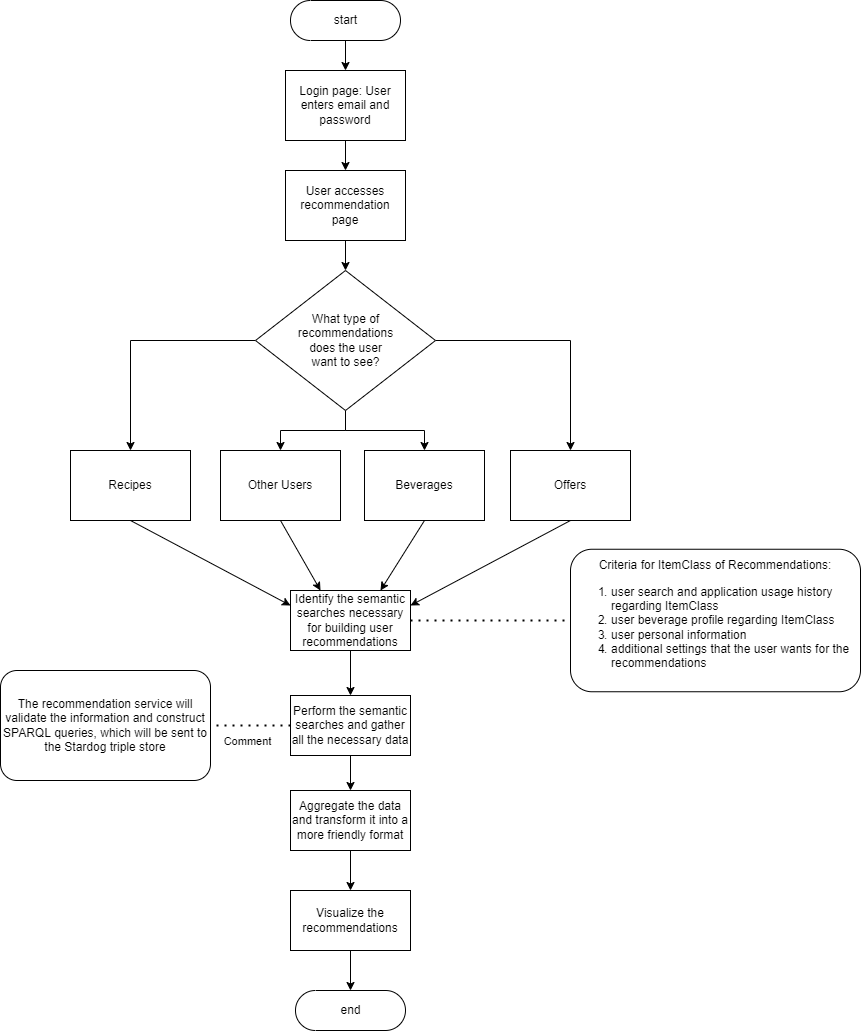 start
Login page: User
enters email and
password
User accesses
recommendation
page
What type of
recommendations
does the user
want to see?
Recipes
Other Users
Beverages
Offers
Identify the semantic
searches necessary
for building user
recommendations
Criteria for ItemClass of Recommendations:
1. user search and application usage history
regarding ItemClass
2. user beverage profile regarding ItemClass
3. user personal information
4. additional settings that the user wants for the
recommendations
The recommendation service will
validate the information and construct
SPARQL queries, which will be sent to
the Stardog triple store
Comment
Perform the semantic
searches and gather
all the necessary data
Aggregate the data
and transform it into a
more friendly format
Visualize the
recommendations
end